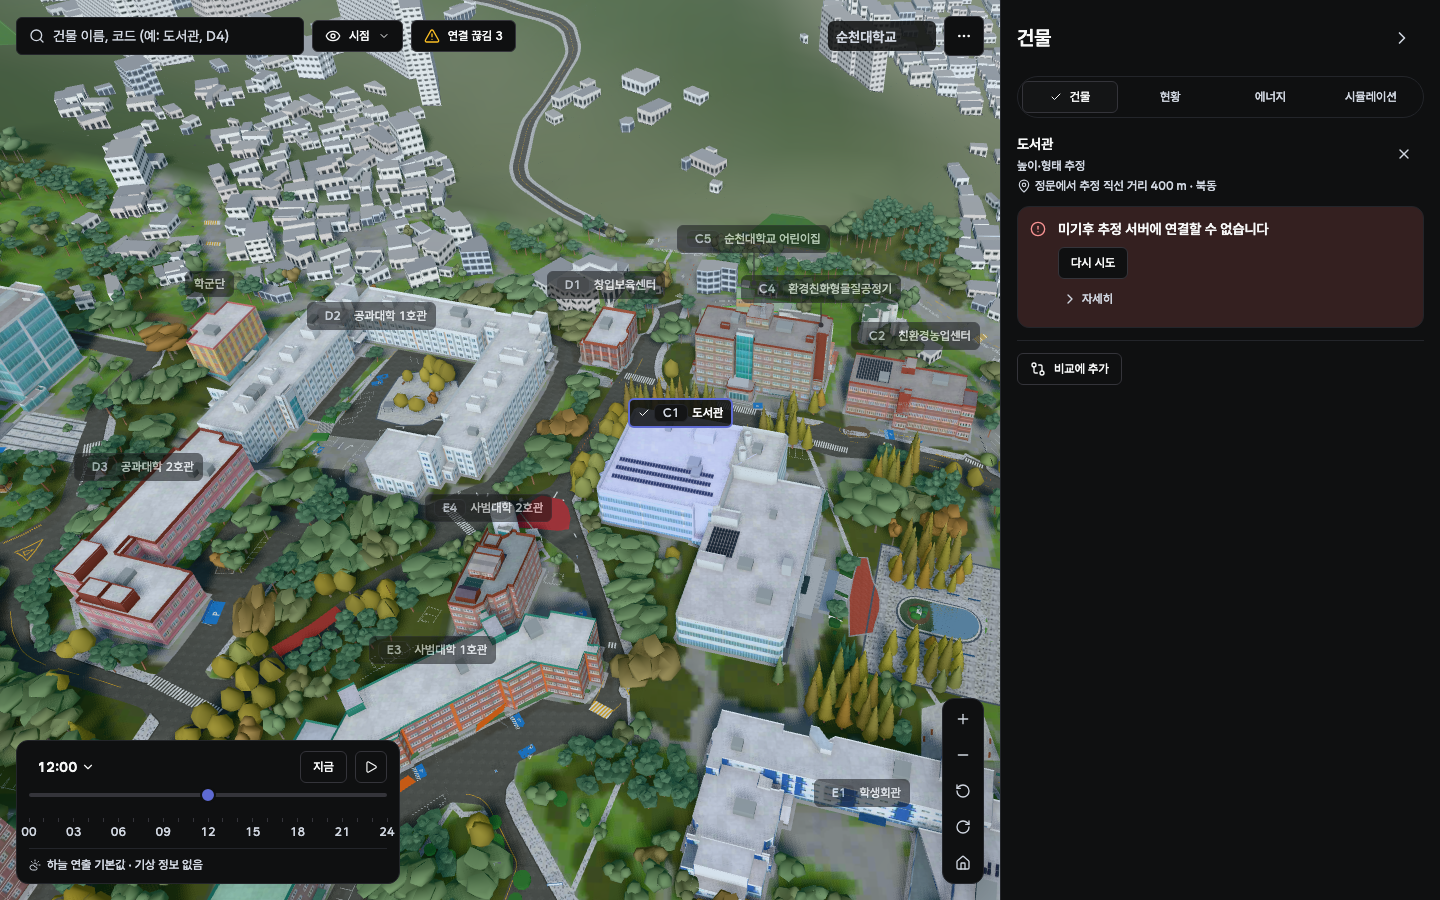 건물 이름, 코드 (예: 도서관, D4)
시점
연결 끊김 3
순천대학교
건물
건물
현황
에너지
시뮬레이션
도서관
높이·형태 추정
정문에서 추정 직선 거리 400 m · 북동
미기후 추정 서버에 연결할 수 없습니다
다시 시도
자세히
비교에 추가
C5 순천대학교 어린이집
학군단
D1 창업보육센터
C4 환경친화형물질공정기
D2 공과대학 1호관
C2 친환경농업센터
C1 도서관
D3 공과대학 2호관
E4 사범대학 2호관
E3 사범대학 1호관
E1 학생회관
12:00
지금
00 03 06 09 12 15 18 21 24
하늘 연출 기본값 · 기상 정보 없음